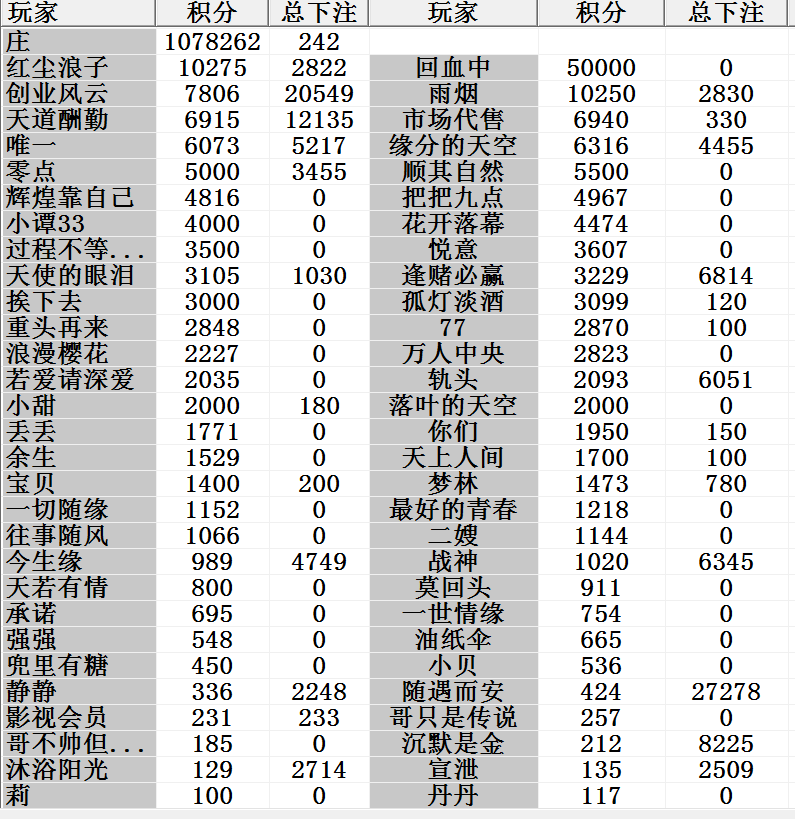 玩家 积分 总下注 玩家 积分 总下注
庄 1078262 242
红尘浪子 10275 2822 回血中 50000 0
创业风云 7806 20549 雨烟 10250 2830
天道酬勤 6915 12135 市场代售 6940 330
唯一 6073 5217 缘分的天空 6316 4455
零点 5000 3455 顺其自然 5500 0
辉煌靠自己 4816 0 把把九点 4967 0
小谭33 4000 0 花开落幕 4474 0
过程不等... 3500 0 悦意 3607 0
天使的眼泪 3105 1030 逢赌必赢 3229 6814
挨下去 3000 0 孤灯淡酒 3099 120
重头再来 2848 0 77 2870 100
浪漫樱花 2227 0 万人中央 2823 0
若爱请深爱 2035 0 轨头 2093 6051
小甜 2000 180 落叶的天空 2000 0
丢丢 1771 0 你们 1950 150
余生 1529 0 天上人间 1700 100
宝贝 1400 200 梦林 1473 780
一切随缘 1152 0 最好的青春 1218 0
往事随风 1066 0 二嫂 1144 0
今生缘 989 4749 战神 1020 6345
天若有情 800 0 莫回头 911 0
承诺 695 0 一世情缘 754 0
强强 548 0 油纸伞 665 0
兜里有糖 450 0 小贝 536 0
静静 336 2248 随遇而安 424 27278
影视会员 231 233 哥只是传说 257 0
哥不帅但... 185 0 沉默是金 212 8225
沐浴阳光 129 2714 宣泄 135 2509
莉 100 0 丹丹 117 0